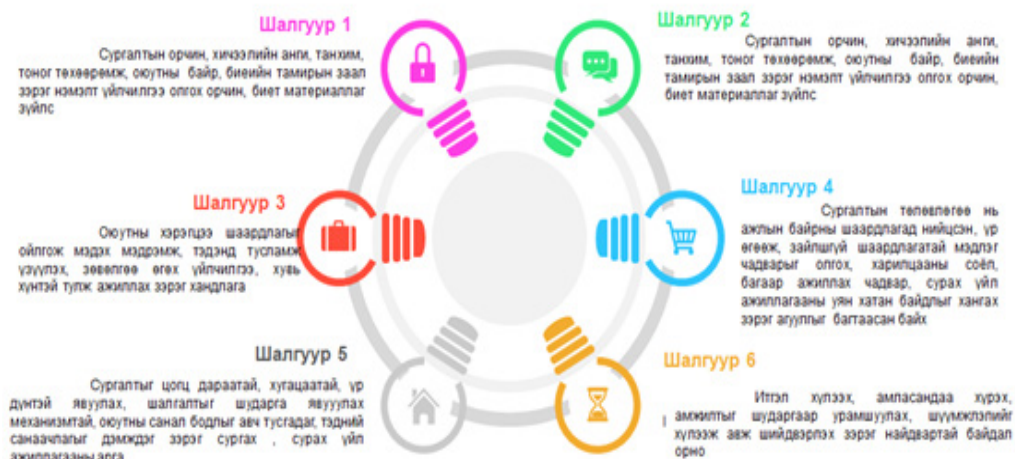 Шалгуур 1
Сургалтын орчин, хичээлийн анги, танхим,
тоног төхөөрөмж, оюутны байр, биеийн тамирын заал
зэрэг нэмэлт үйлчилгээ олгох орчин, биет материаллаг
зүйлс
Шалгуур 2
Сургалтын орчин, хичээлийн анги,
танхим, тоног төхөөрөмж, оюутны байр, биеийн
тамирын заал зэрэг нэмэлт үйлчилгээ олгох орчин,
биет материаллаг зүйлс
Шалгуур 3
Оюутны хэрэгцээ шаардлагыг
ойлгож мэдэх мэдрэмж, тэдэнд тусламж
үзүүлэх, зөвөлгөө өгөх үйлчилгээ, хувь
хүнтэй тулж ажиллах зэрэг хандлага
Шалгуур 4
Сургалтын төлөвлөгөө нь
ажлын байрны шаардлагад нийцсэн, үр
өгөөж, зайлшгүй шаардлагатай мэдлэг
чадварыг олгох, харилцааны соёл,
багаар ажиллах чадвар, сурах үйл
ажиллагааны уян хатан байдлыг хангах
зэрэг агуулгыг багтаасан байх
Шалгуур 5
Сургалтыг цогц дараатай, хугацаатай, үр
дүнтэй явуулах, шалгалтыг шударга явууулах
механизмтай, оюутны санал бодлыг авч тусгадаг, тэдний
санаачлагыг дэмждэг зэрэг сургах , сурах үйл
ажиллагааны арга
Шалгуур 6
Итгэл хүлээх, амласандаа хүрэх,
амжилтыг шударгаар урамшуулах, шүүмжлэлийг
хүлээж авж шийдвэрлэх зэрэг найдвартай байдал
орно